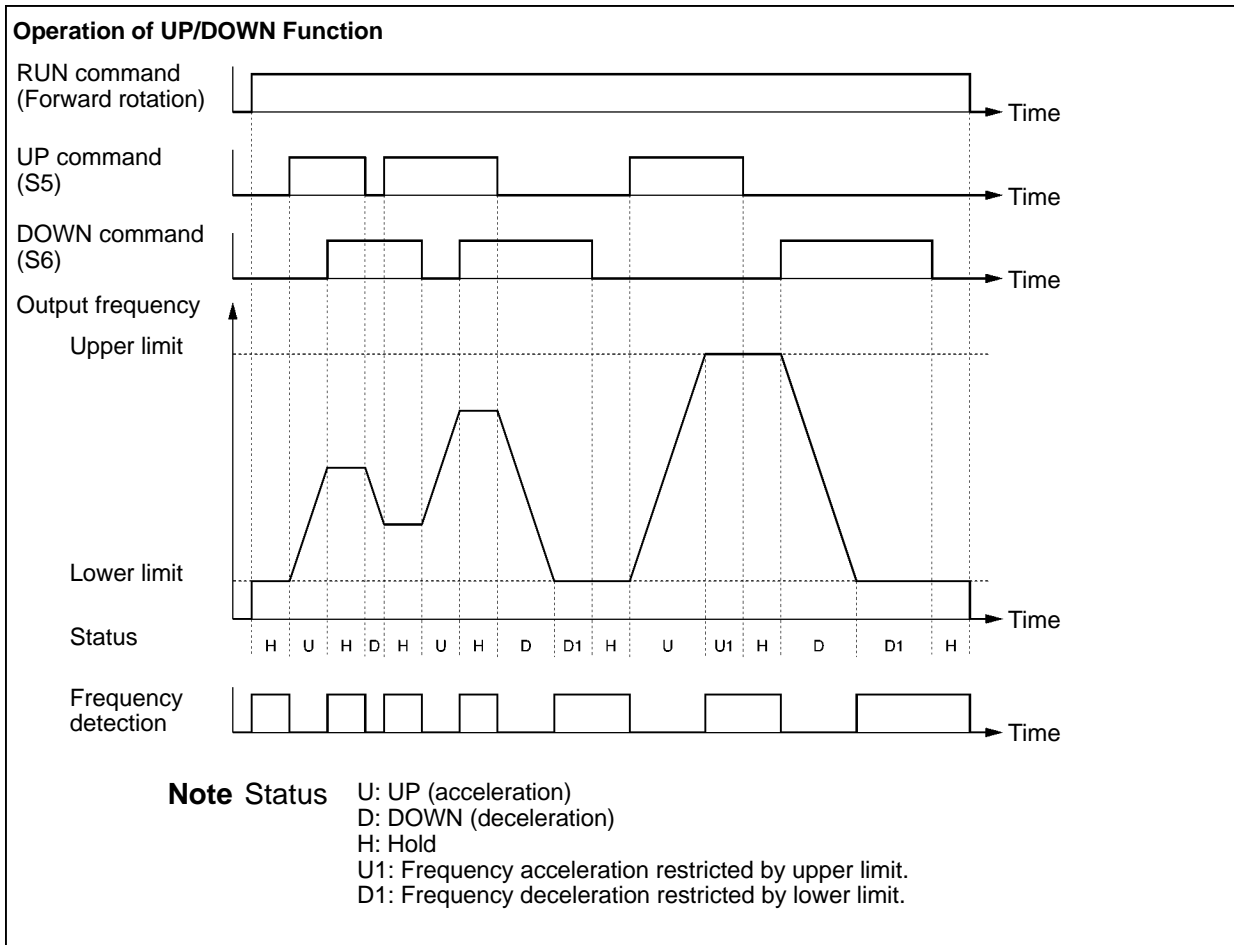 Operation of UP/DOWN Function
RUN command
(Forward rotation)
Time
UP command
(S5)
Time
DOWN command
(S6)
Time
Output frequency
Upper limit
Lower limit
Time
Status
H U H D H U H D D1 H U U1 H D D1 H
Frequency
detection
Time
Note Status U: UP (acceleration)
D: DOWN (deceleration)
H: Hold
U1: Frequency acceleration restricted by upper limit.
D1: Frequency deceleration restricted by lower limit.